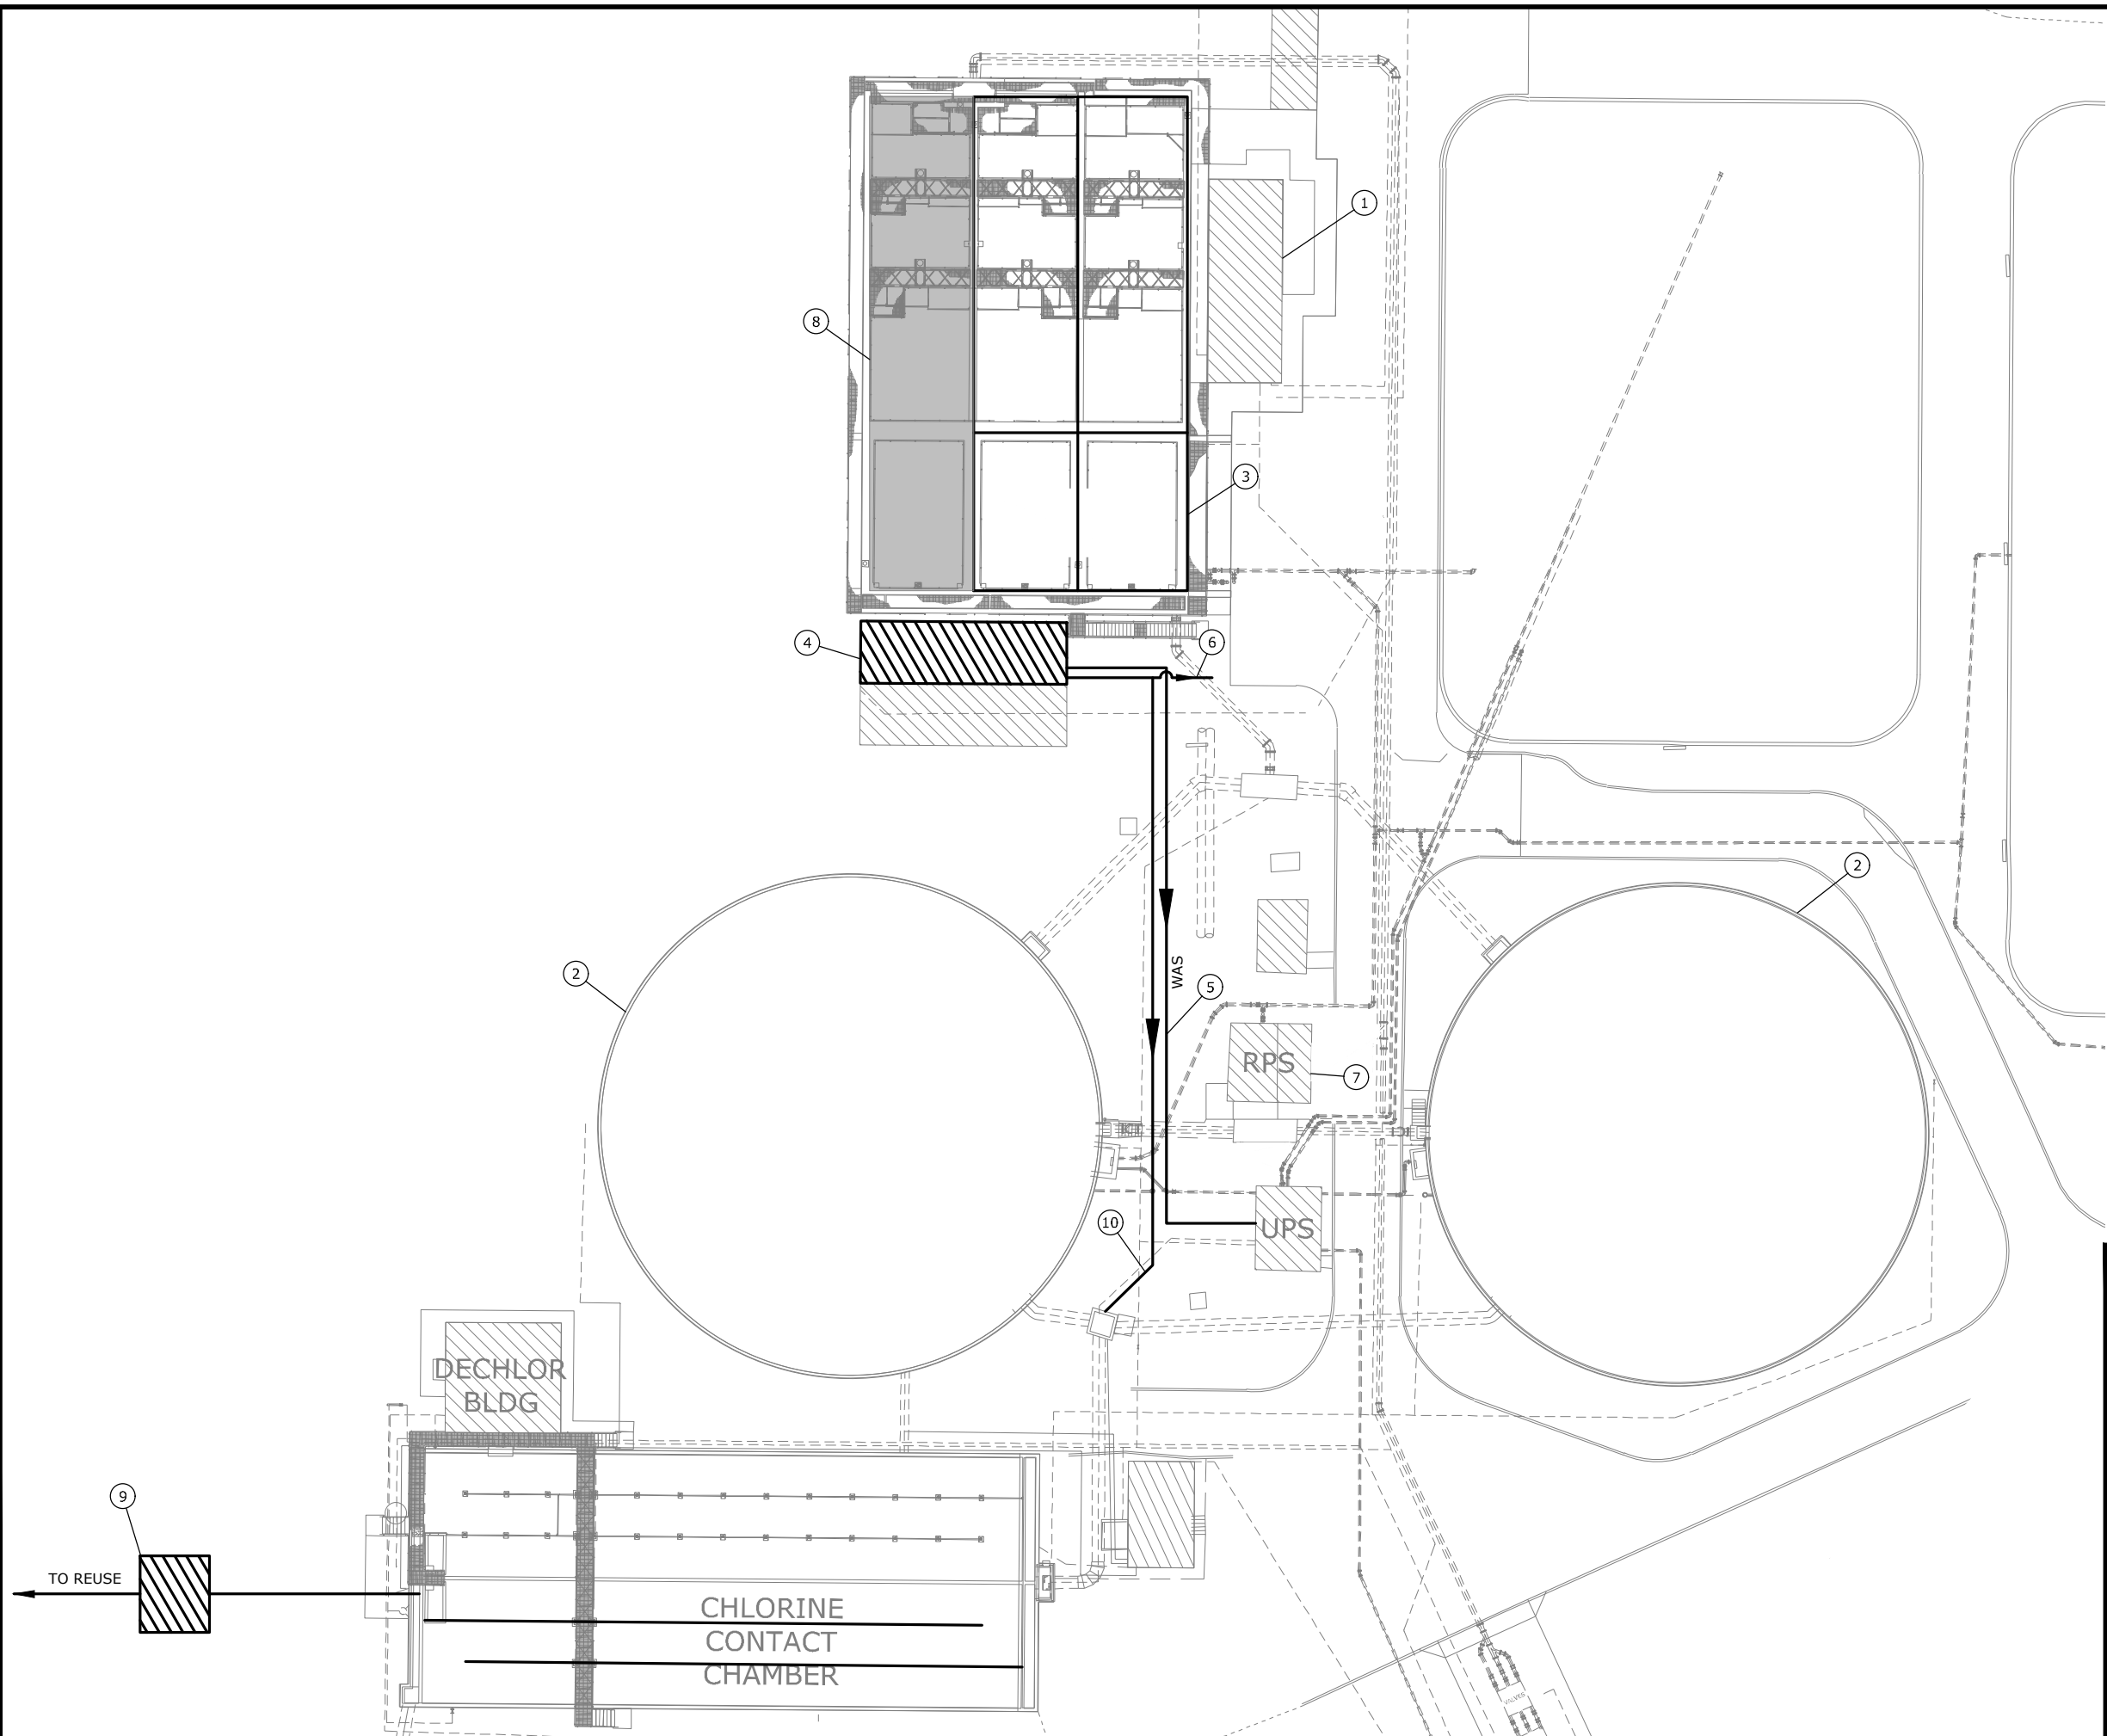 1
8
3
4
6
2
2
WAS
5
RPS
7
10
UPS
DECHLOR
BLDG
9
TO REUSE
CHLORINE
CONTACT
CHAMBER
VALVES